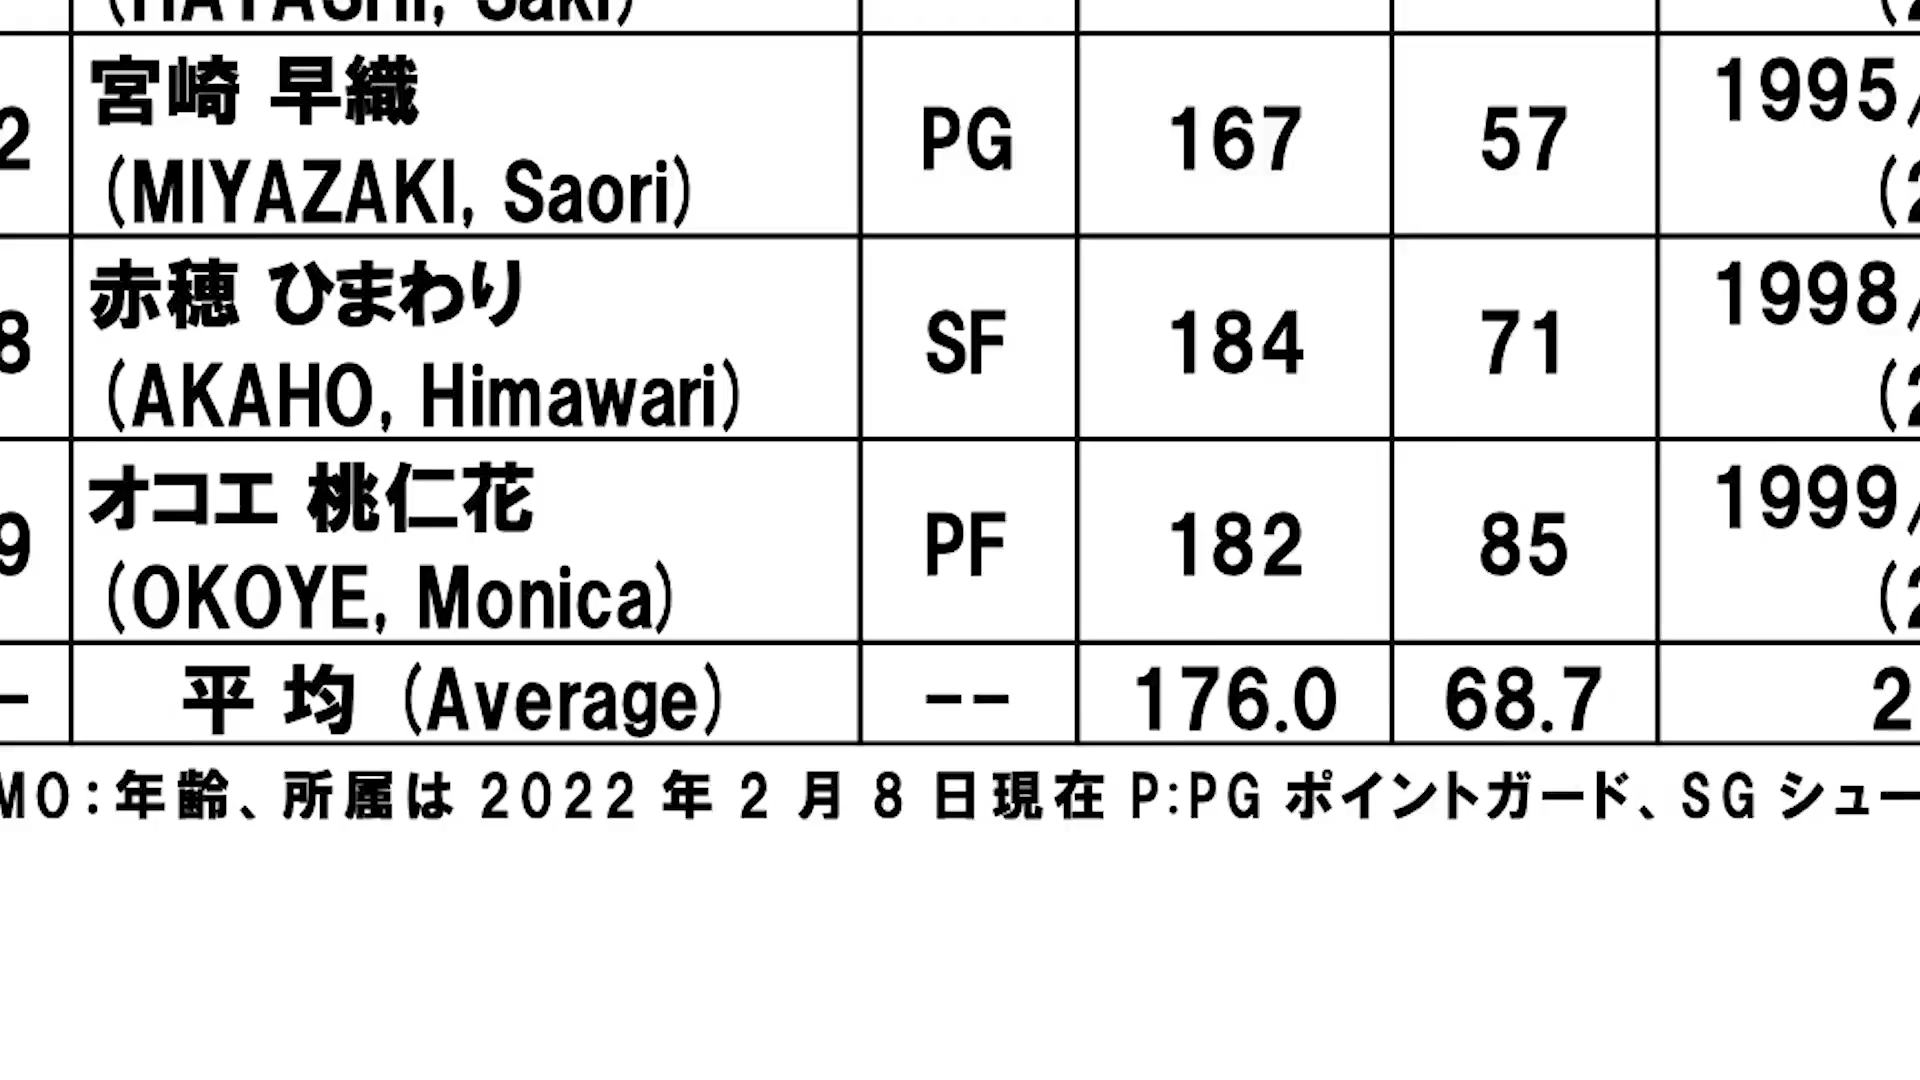 (HAYASHI, Saki)
2 宮崎 早織 PG 167 57 1995/
(MIYAZAKI, Saori)
8 赤穂 ひまわり SF 184 71 1998/
(AKAHO, Himawari)
9 オコエ 桃仁花 PF 182 85 1999/
(OKOYE, Monica)
- 平 均 (Average) -- 176.0 68.7 2
MO:年齢、所属は 2022 年 2 月 8 日現在 P:PG ポイントガード、SG シュー